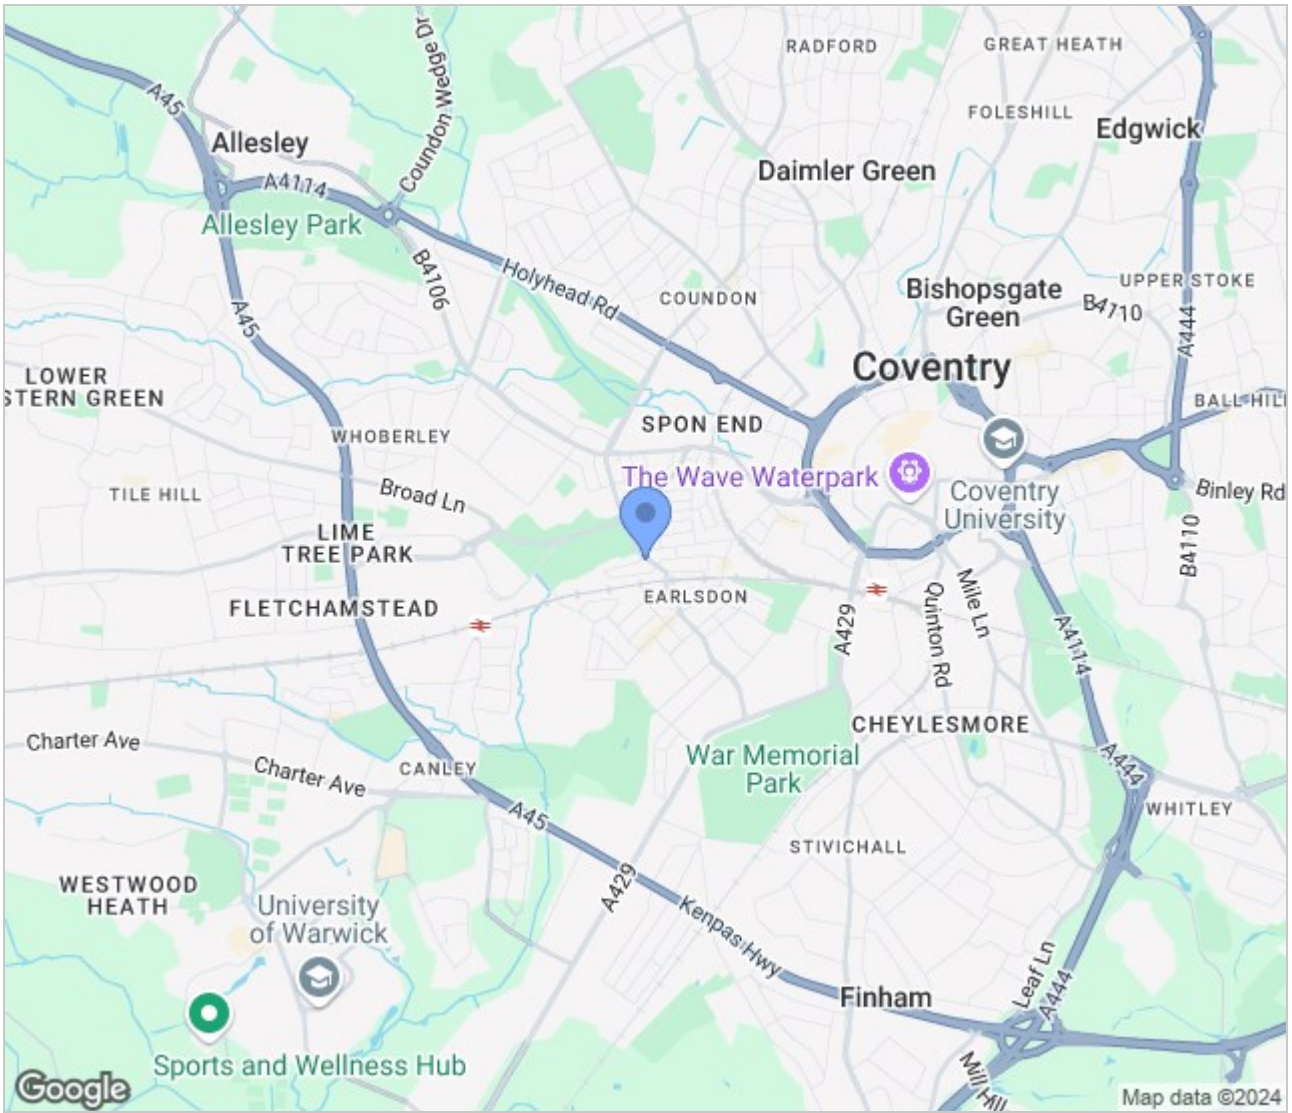 RADFORD
GREAT HEATH
Coundon Wedge Dr
A45
FOLESHILL
Edgwick
Allesley
Daimler Green
A4114
Allesley Park
B4106
Holyhead Rd
COUNDON
Bishopsgate
Green
UPPER STOKE
B4710
A45
A444
Coventry
LOWER
STERN GREEN
BALL HILL
SPON END
WHOBERLEY
The Wave Waterpark
Broad Ln
TILE HILL
Coventry
University
Binley Rd
LIME
TREE PARK
B4110
EARLSDON
FLETCHAMSTEAD
Mile Ln
Quinton Rd
A429
A4114
CHEYLESMORE
Charter Ave
War Memorial
Park
Charter Ave
CANLEY
A444
WHITLEY
A45
STIVICHALL
WESTWOOD
HEATH
A429
University
of Warwick
Kenpas Hwy
Leaf Ln
A444
Finham
Sports and Wellness Hub
Mill Hill
Google
Map data ©2024